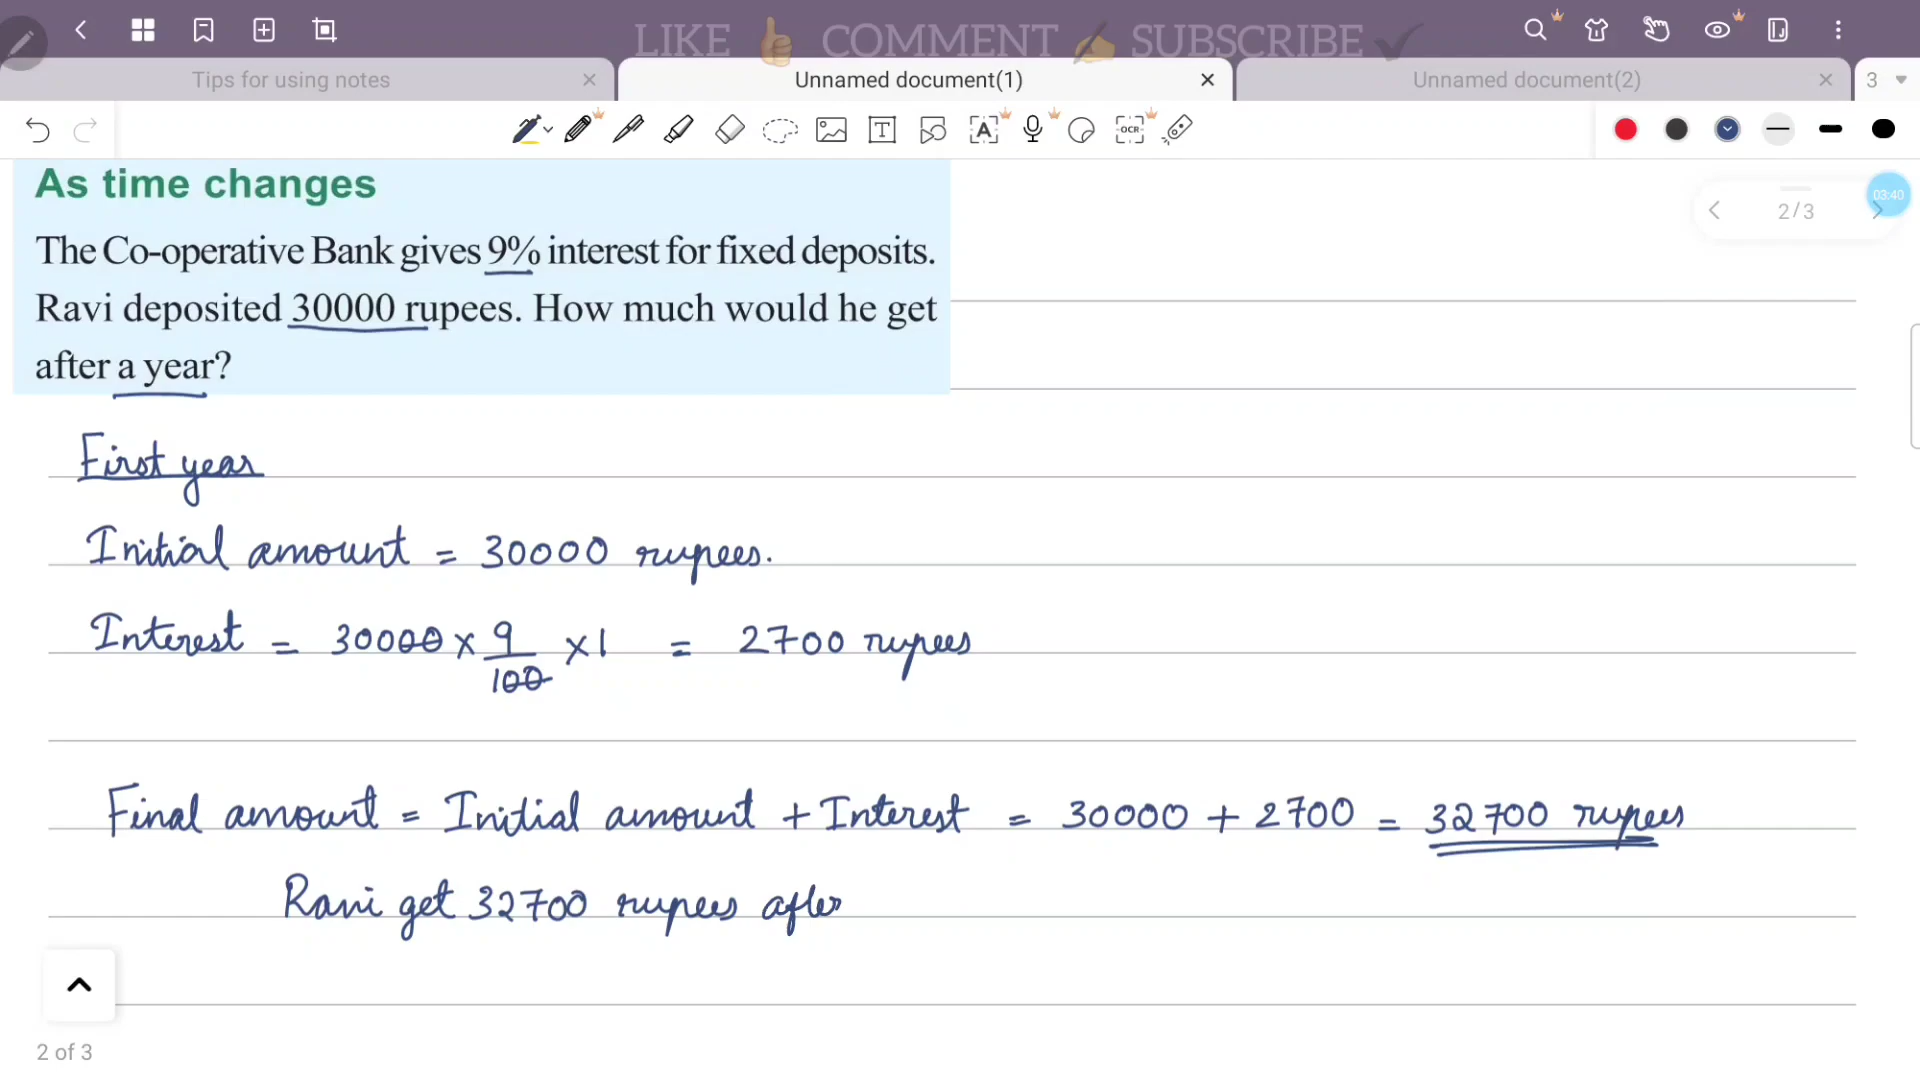 LIKE 👍 COMMENT ✍ SUBSCRIBE ✔
Tips for using notes
Unnamed document(1)
Unnamed document(2)
3
T
A
OCR
As time changes
The Co-operative Bank gives 9% interest for fixed deposits.
Ravi deposited 30000 rupees. How much would he get
after a year?
2/3
03:40
First year
Initial amount = 30000 rupees.
Interest = 30000 × 9/100 × 1 = 2700 rupees
Final amount = Initial amount + Interest = 30000 + 2700 = 32700 rupees
Ravi get 32700 rupees after
2 of 3